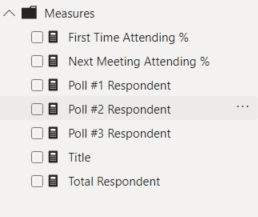 Measures
First Time Attending %
Next Meeting Attending %
Poll #1 Respondent
Poll #2 Respondent
Poll #3 Respondent
Title
Total Respondent